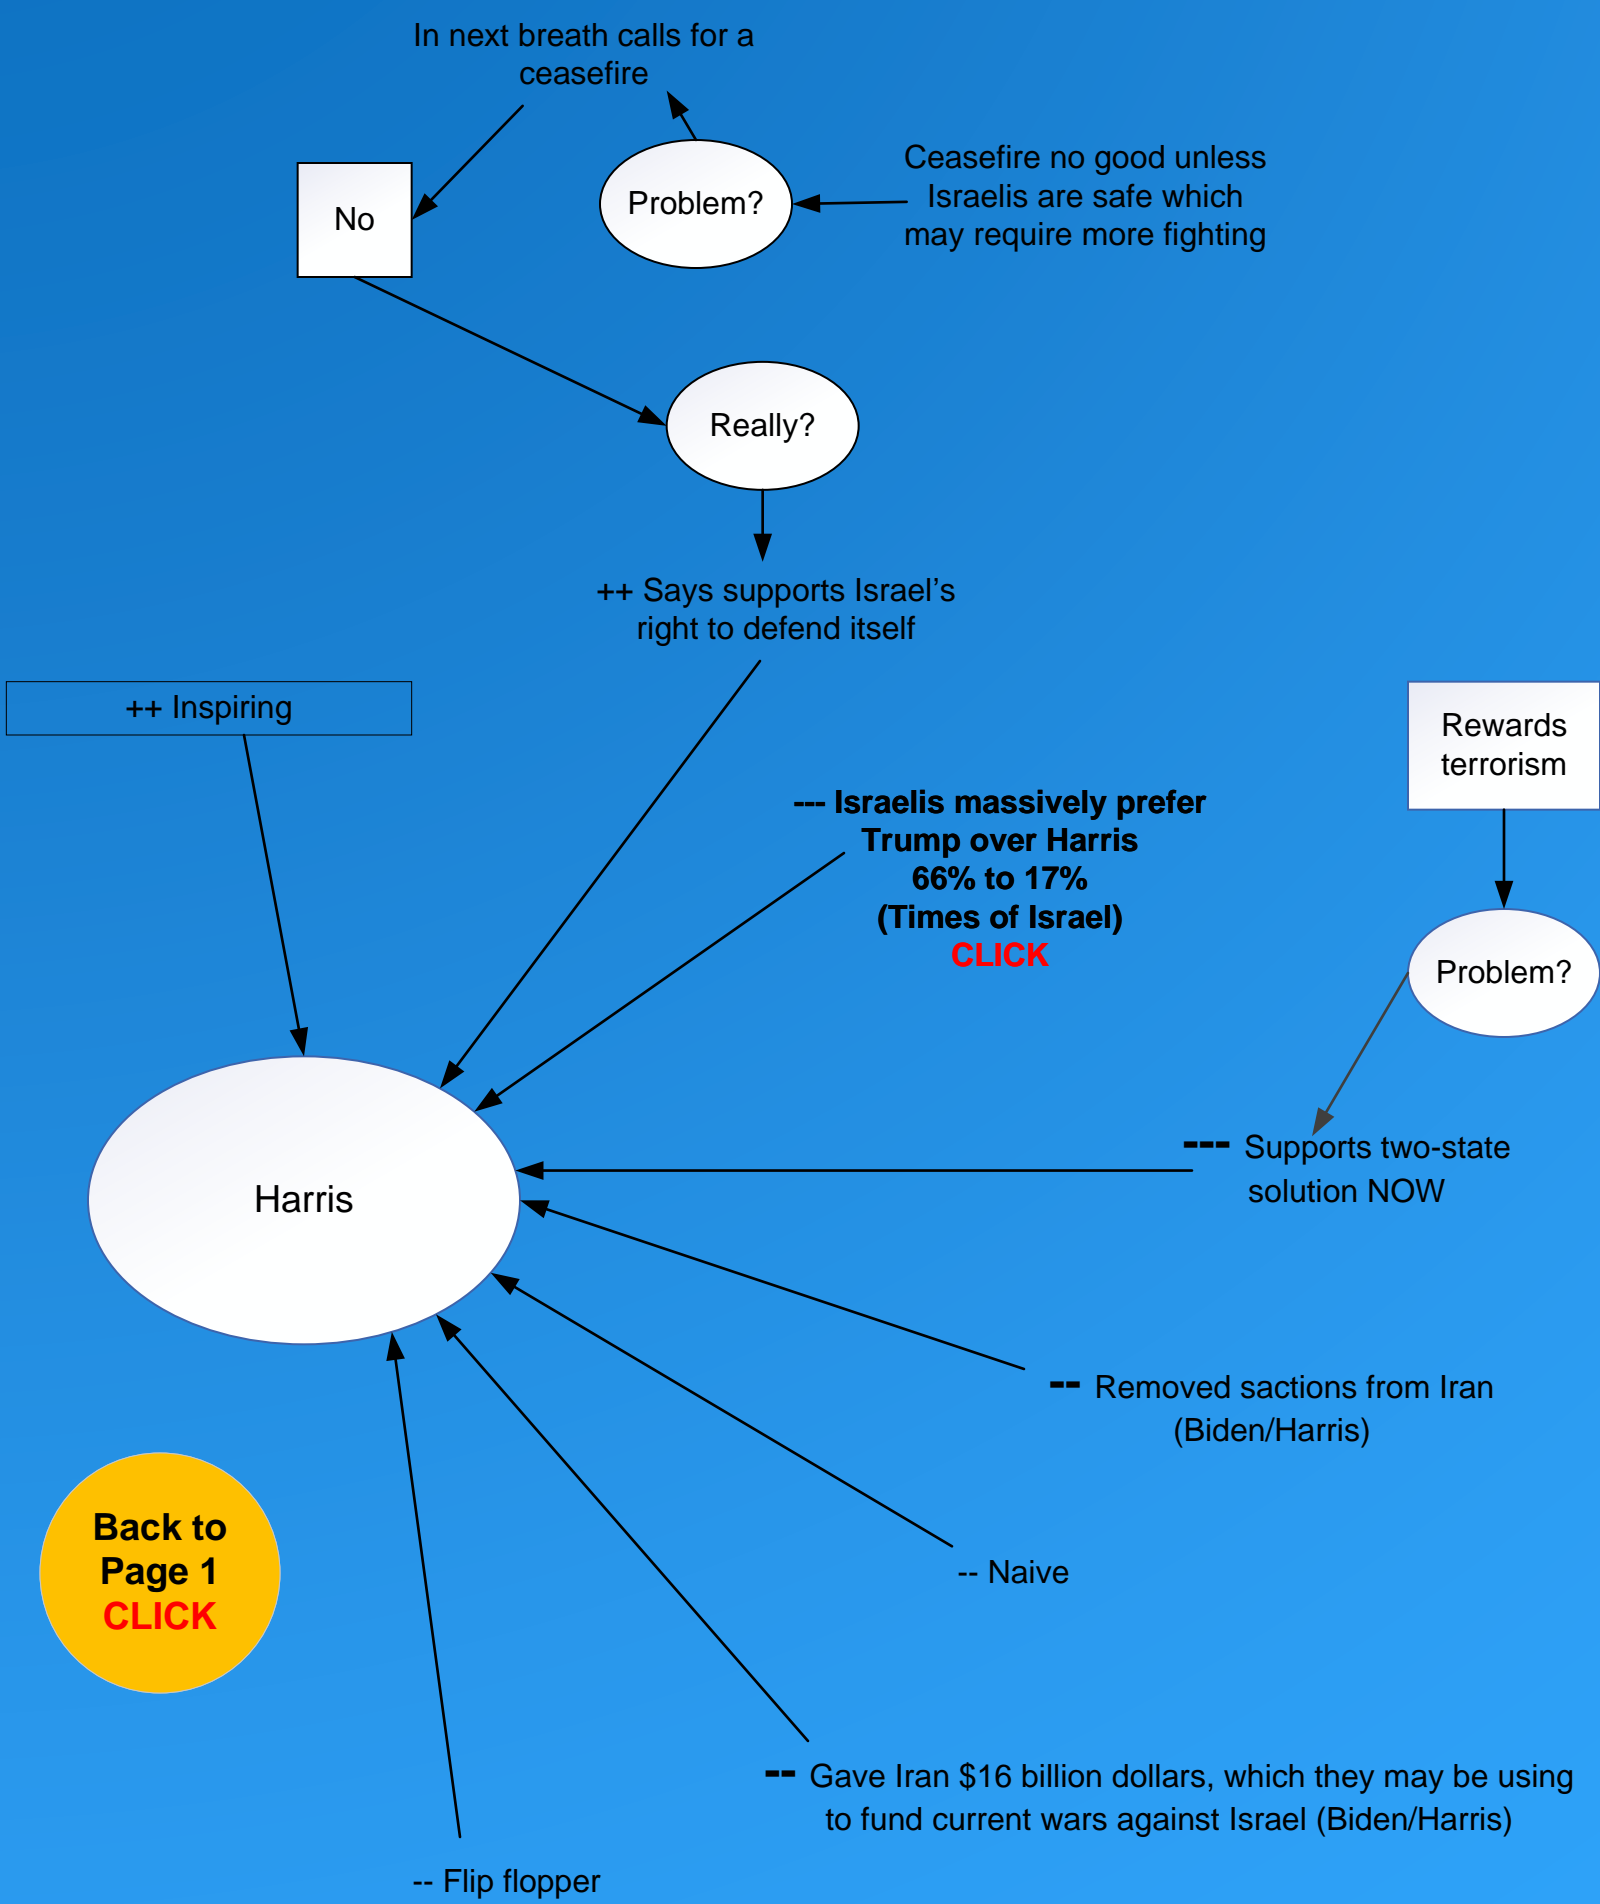 In next breath calls for a
ceasefire
Ceasefire no good unless
Israelis are safe which
may require more fighting
Problem?
No
Really?
++ Says supports Israel’s
right to defend itself
++ Inspiring
Rewards
terrorism
--- Israelis massively prefer
Trump over Harris
66% to 17%
(Times of Israel)
CLICK
Problem?
--- Supports two-state
solution NOW
Harris
-- Removed sactions from Iran
(Biden/Harris)
Back to
Page 1
CLICK
-- Naive
-- Gave Iran $16 billion dollars, which they may be using
to fund current wars against Israel (Biden/Harris)
-- Flip flopper